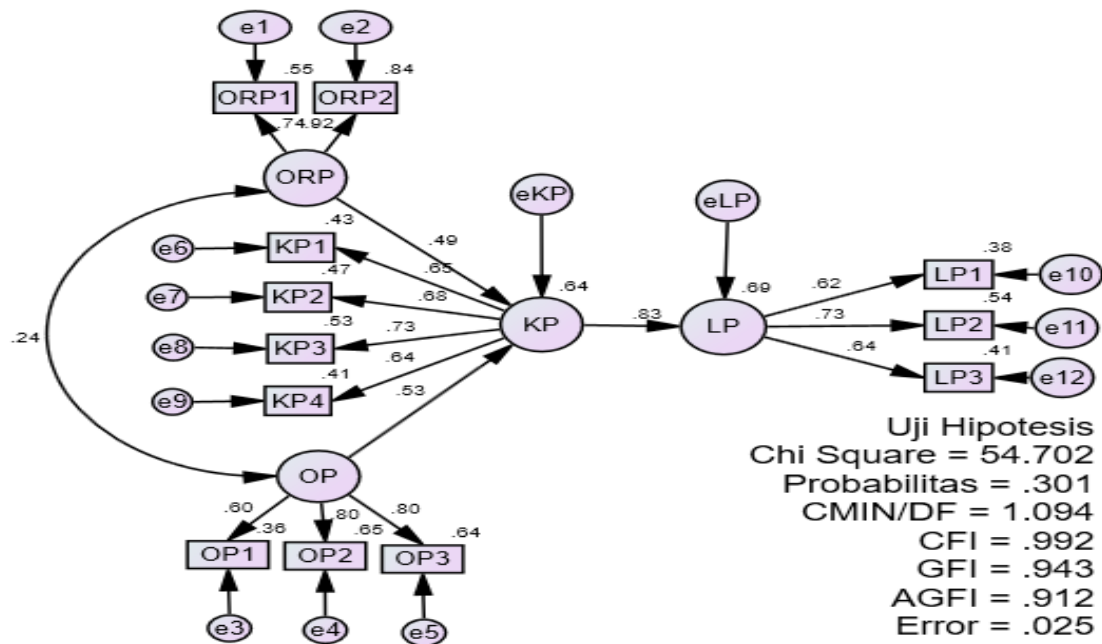 e1 e2
.55 .84
ORP1 ORP2
.74 .92
ORP
eKP eLP
.43 .49
e6 KP1 .65 .38
.47 .64 .69 .62 LP1 e10
e7 KP2 .68 .54
KP .83 LP .73 LP2 e11
.53 .73
.24 e8 KP3 .64 .41
.64 LP3 e12
.41 .53
e9 KP4
Uji Hipotesis
Chi Square = 54.702
OP
Probabilitas = .301
.60 .80 .80
CMIN/DF = 1.094
.36 .65 .64
CFI = .992
OP1 OP2 OP3
GFI = .943
AGFI = .912
e3 e4 e5
Error = .025